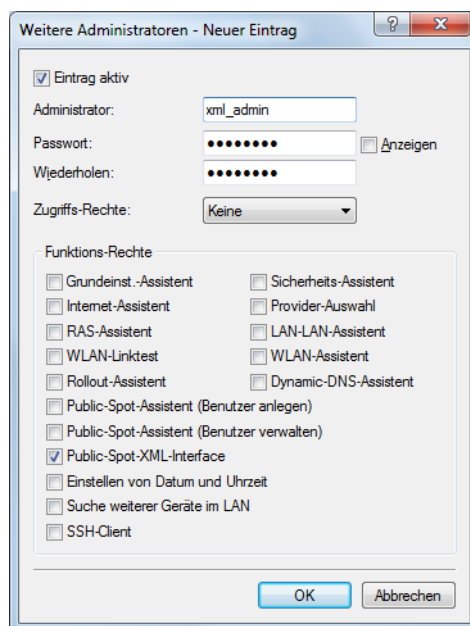 Weitere Administratoren - Neuer Eintrag
Eintrag aktiv
Administrator: xml_admin
Passwort: ●●●●●●●● Anzeigen
Wiederholen: ●●●●●●●●
Zugriffs-Rechte: Keine
Funktions-Rechte
Grundeinst.-Assistent Sicherheits-Assistent
Internet-Assistent Provider-Auswahl
RAS-Assistent LAN-LAN-Assistent
WLAN-Linktest WLAN-Assistent
Rollout-Assistent Dynamic-DNS-Assistent
Public-Spot-Assistent (Benutzer anlegen)
Public-Spot-Assistent (Benutzer verwalten)
Public-Spot-XML-Interface
Einstellen von Datum und Uhrzeit
Suche weiterer Geräte im LAN
SSH-Client
OK Abbrechen